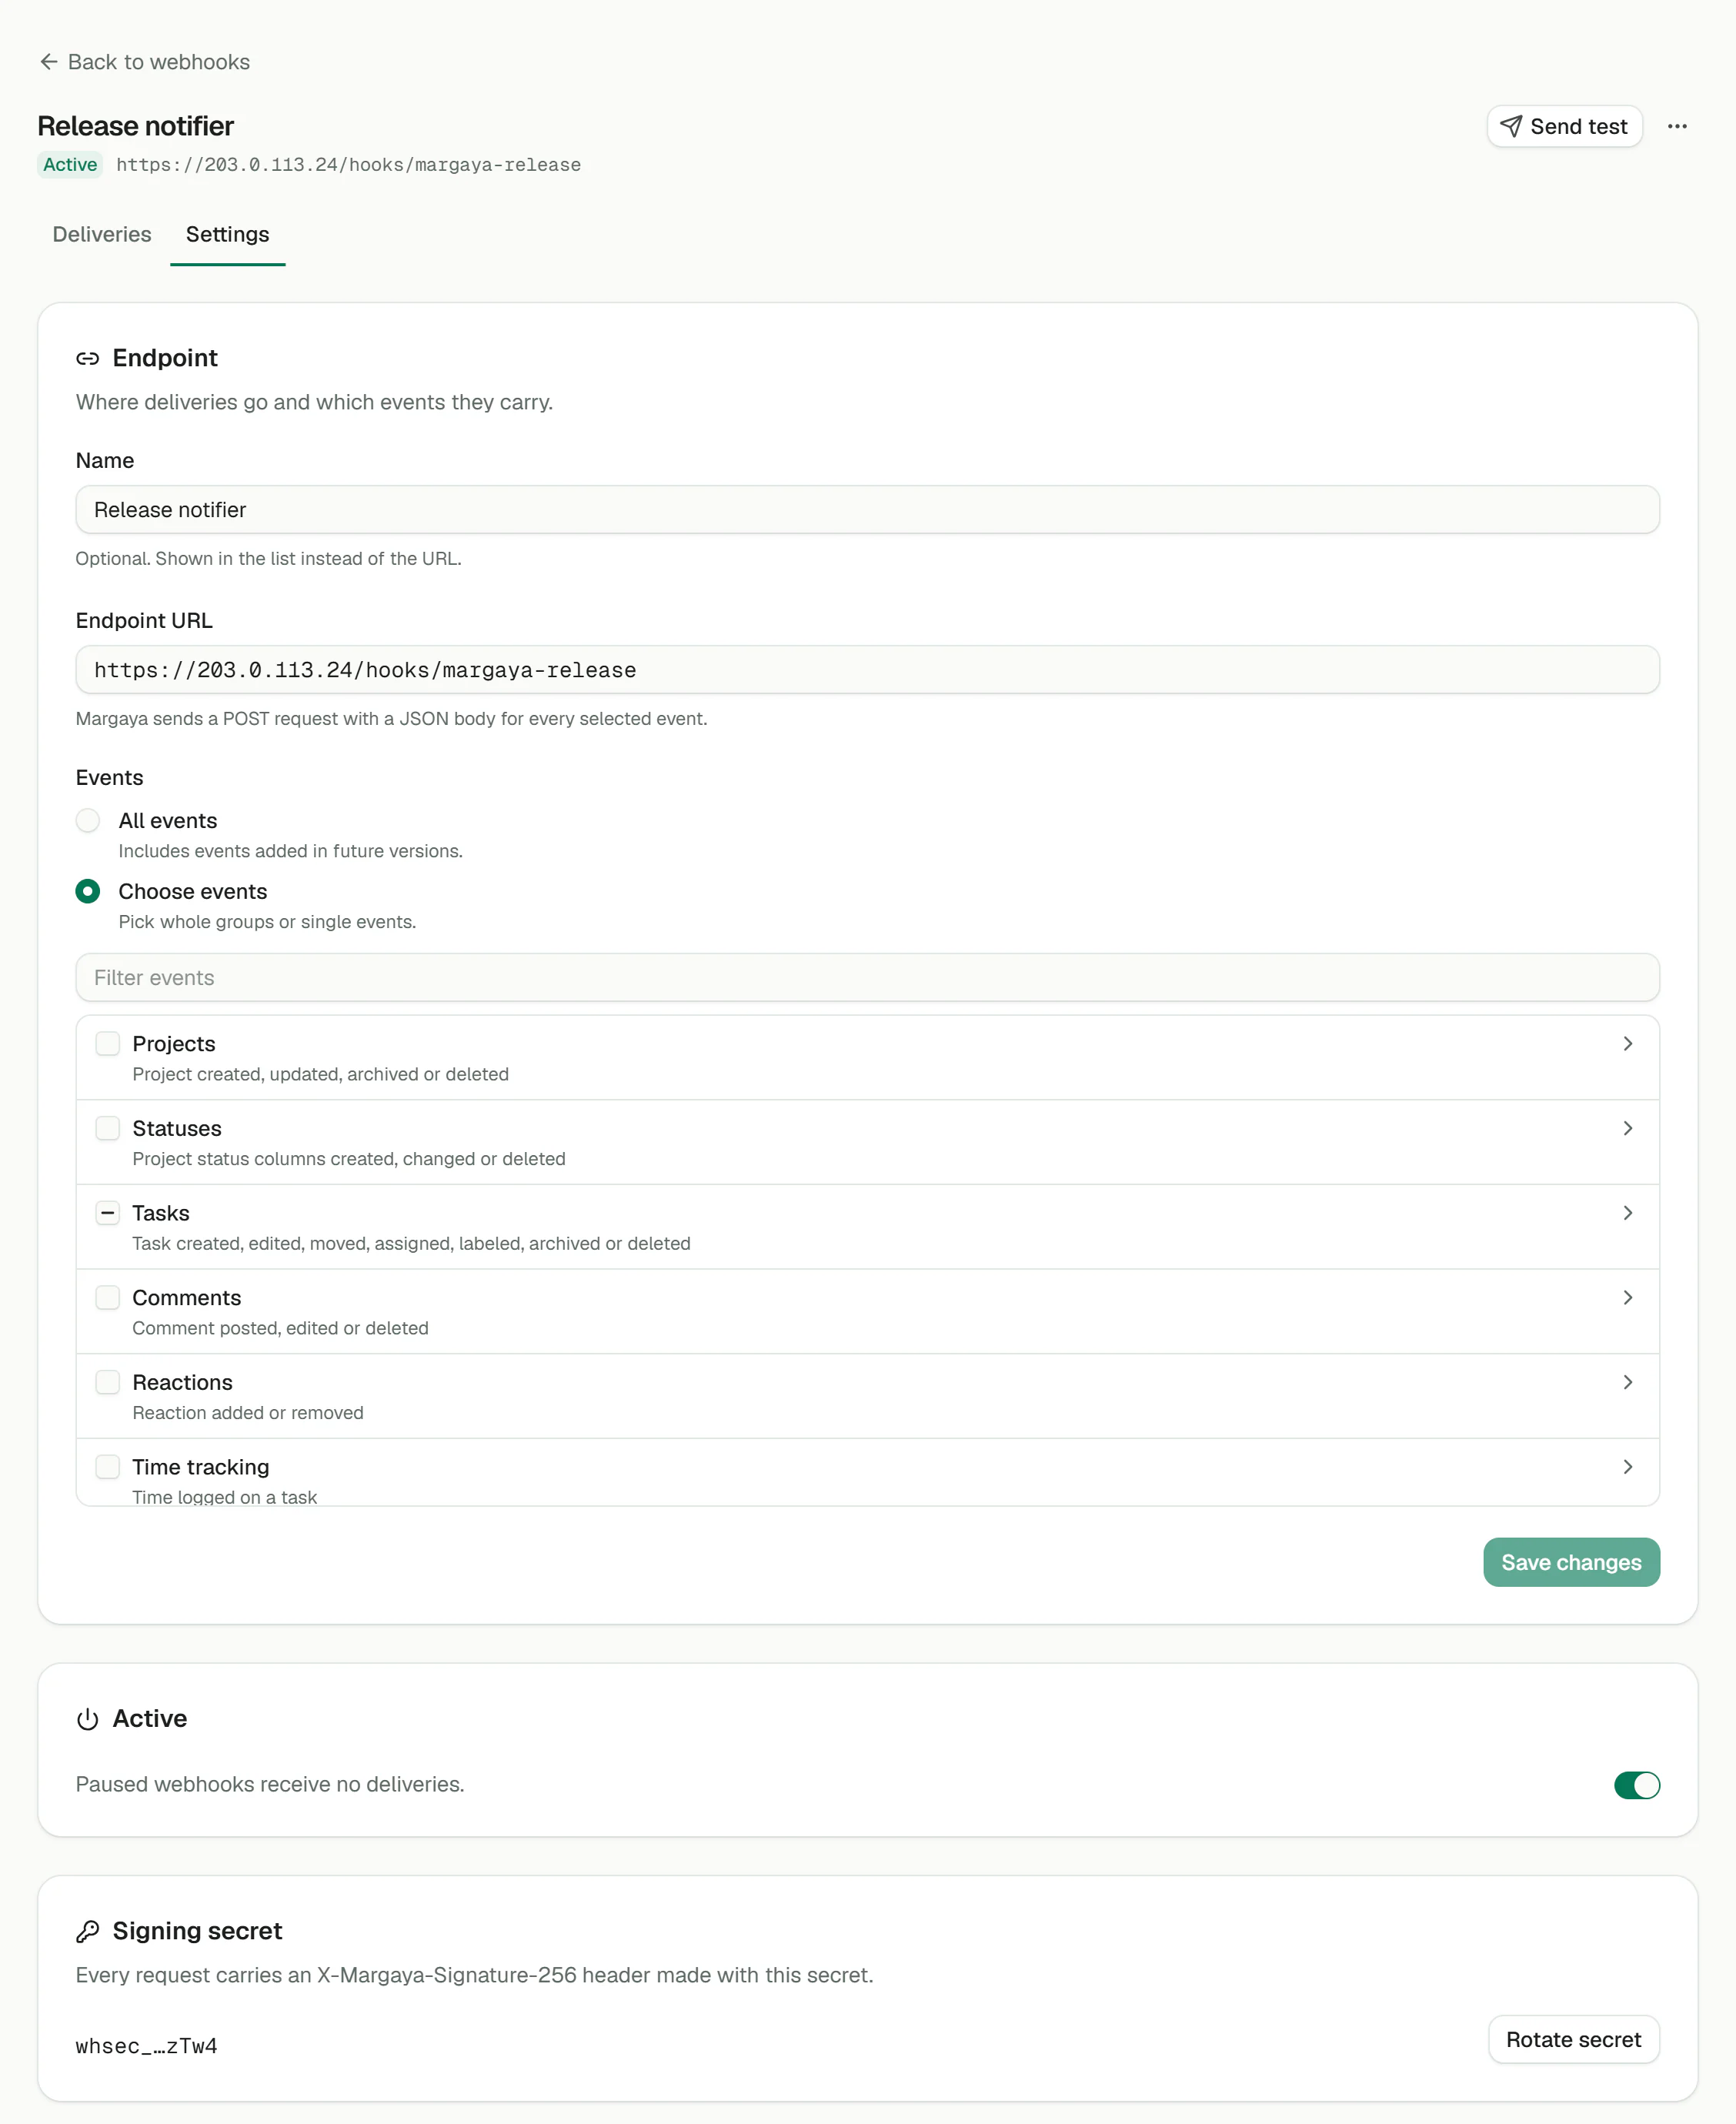 Back to webhooks
Release notifier
Send test
Active https://203.0.113.24/hooks/margaya-release
Deliveries Settings
Endpoint
Where deliveries go and which events they carry.
Name
Release notifier
Optional. Shown in the list instead of the URL.
Endpoint URL
https://203.0.113.24/hooks/margaya-release
Margaya sends a POST request with a JSON body for every selected event.
Events
All events
Includes events added in future versions.
Choose events
Pick whole groups or single events.
Filter events
Projects
Project created, updated, archived or deleted
Statuses
Project status columns created, changed or deleted
Tasks
Task created, edited, moved, assigned, labeled, archived or deleted
Comments
Comment posted, edited or deleted
Reactions
Reaction added or removed
Time tracking
Time logged on a task
Save changes
Active
Paused webhooks receive no deliveries.
Signing secret
Every request carries an X-Margaya-Signature-256 header made with this secret.
whsec_…zTw4
Rotate secret